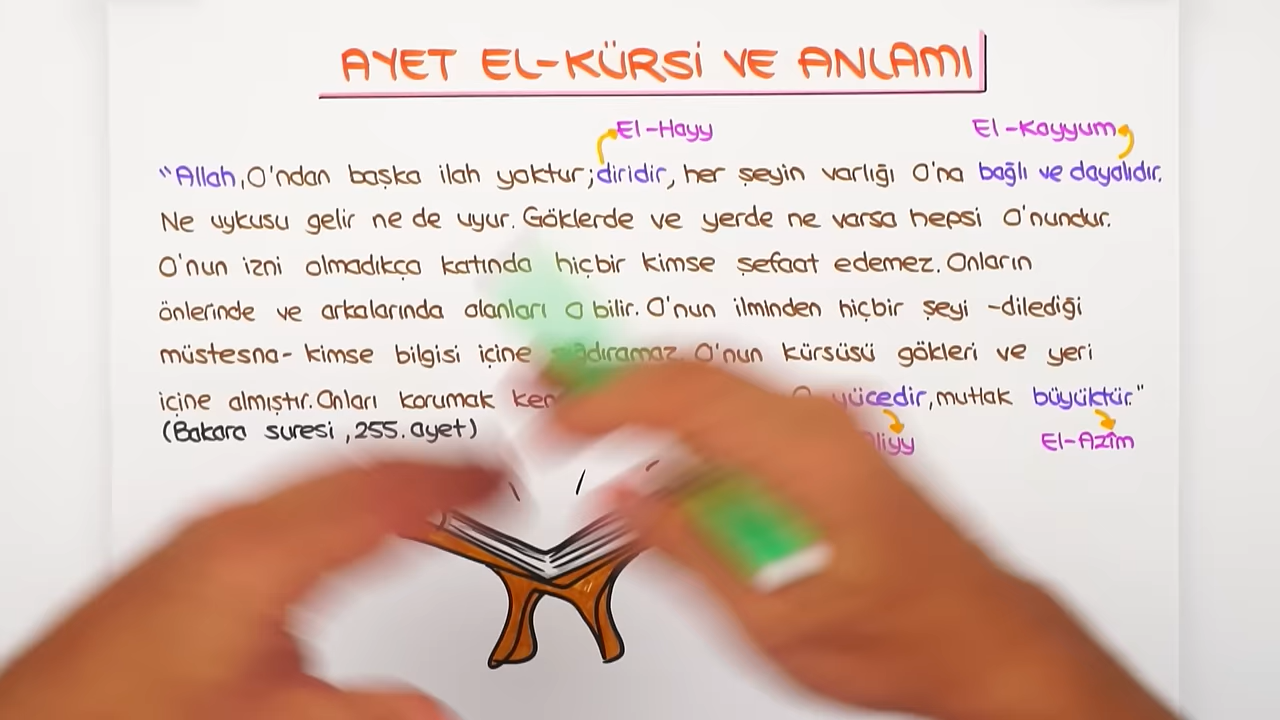 AYET EL-KÜRSİ VE ANLAMI
El-Hayy El-Kayyum
"Allah, O'ndan başka ilah yoktur; diridir, her şeyin varlığı O'na bağlı ve dayalıdır.
Ne uykusu gelir ne de uyur. Göklerde ve yerde ne varsa hepsi O'nundur.
O'nun izni olmadıkça katında hiçbir kimse şefaat edemez. Onların
önlerinde ve arkalarında olanları O bilir. O'nun ilminden hiçbir şeyi -dilediği
müstesna- kimse bilgisi içine O'nun kürsüsü gökleri ve yeri
içine almıştır. Onları korumak yücedir, mutlak büyüktür."
(Bakara suresi, 255. ayet) El-Azîm